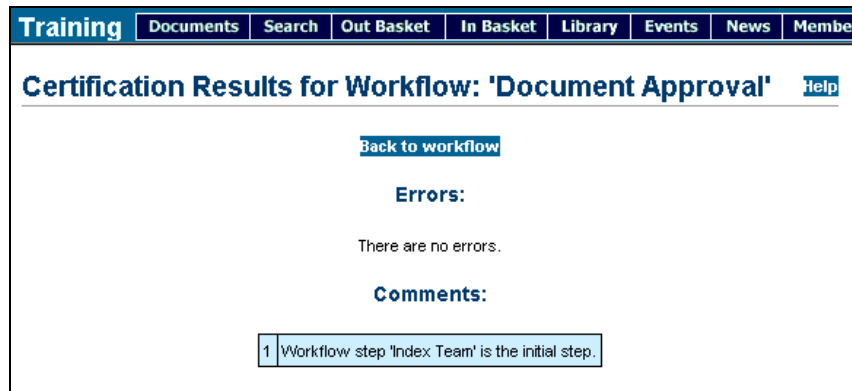 Training Documents Search Out Basket In Basket Library Events News Membe
Certification Results for Workflow: 'Document Approval' Help
Back to workflow
Errors:
There are no errors.
Comments:
1 Workflow step 'Index Team' is the initial step.